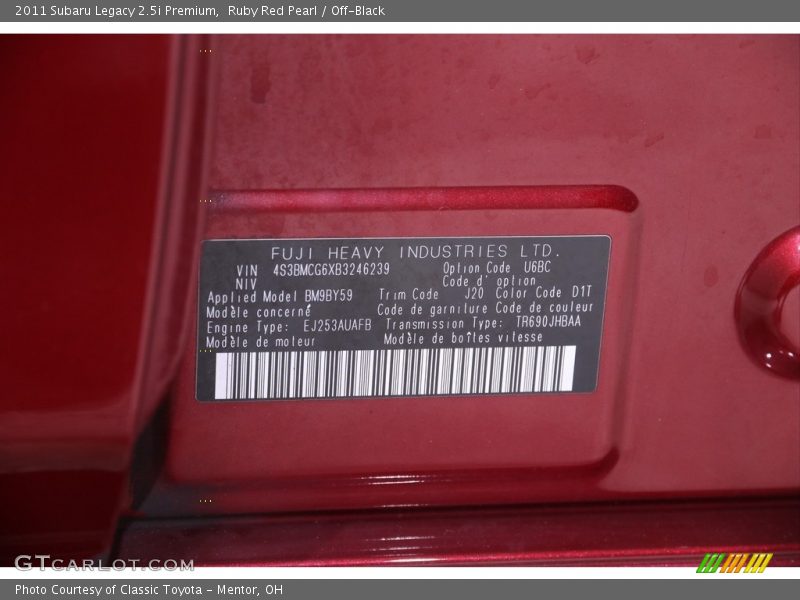 2011 Subaru Legacy 2.5i Premium,  Ruby Red Pearl / Off-Black
FUJI HEAVY INDUSTRIES LTD.
VIN 4S3BMCG6XB3246239 Option Code U6BC
NIV Code d' option
Applied Model BM9BY59 Trim Code J20 Color Code D1T
Modèle concerné Code de garniture Code de couleur
Engine Type: EJ253AUAFB Transmission Type: TR690JHBAA
Modèle de moteur Modèle de boîtes vitesse
GTCARLOT.COM
Photo Courtesy of Classic Toyota - Mentor, OH